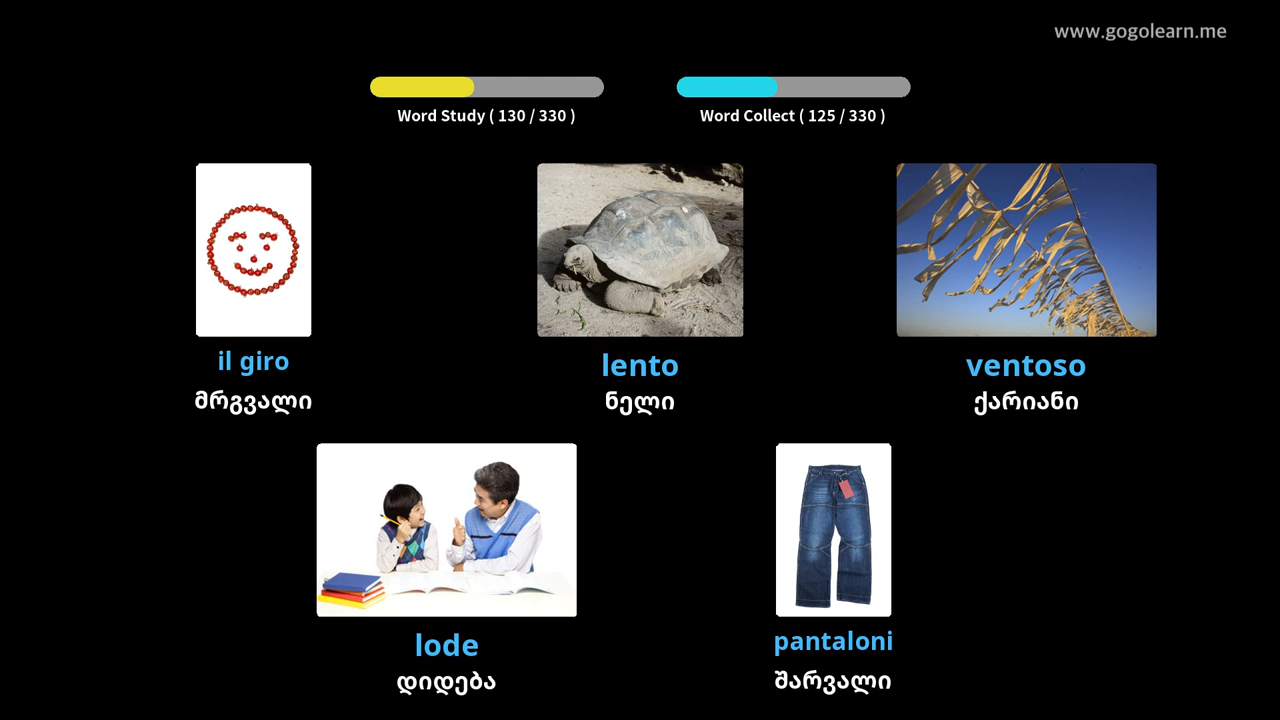 www.gogolearn.me
Word Study ( 130 / 330 )
Word Collect ( 125 / 330 )
il giro
მრგვალი
lento
ნელი
ventoso
ქარიანი
lode
დიდება
pantaloni
შარვალი